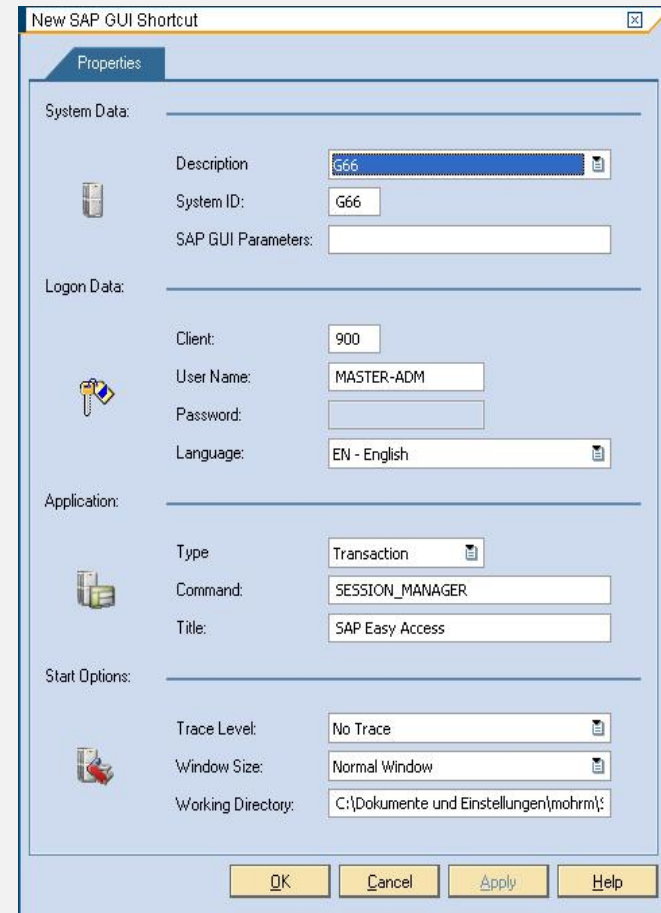 New SAP GUI Shortcut
Properties
System Data:
Description G66
System ID: G66
SAP GUI Parameters:
Logon Data:
Client: 900
User Name: MASTER-ADM
Password:
Language: EN - English
Application:
Type Transaction
Command: SESSION_MANAGER
Title: SAP Easy Access
Start Options:
Trace Level: No Trace
Window Size: Normal Window
Working Directory: C:\Dokumente und Einstellungen\mohrm\
OK Cancel Apply Help